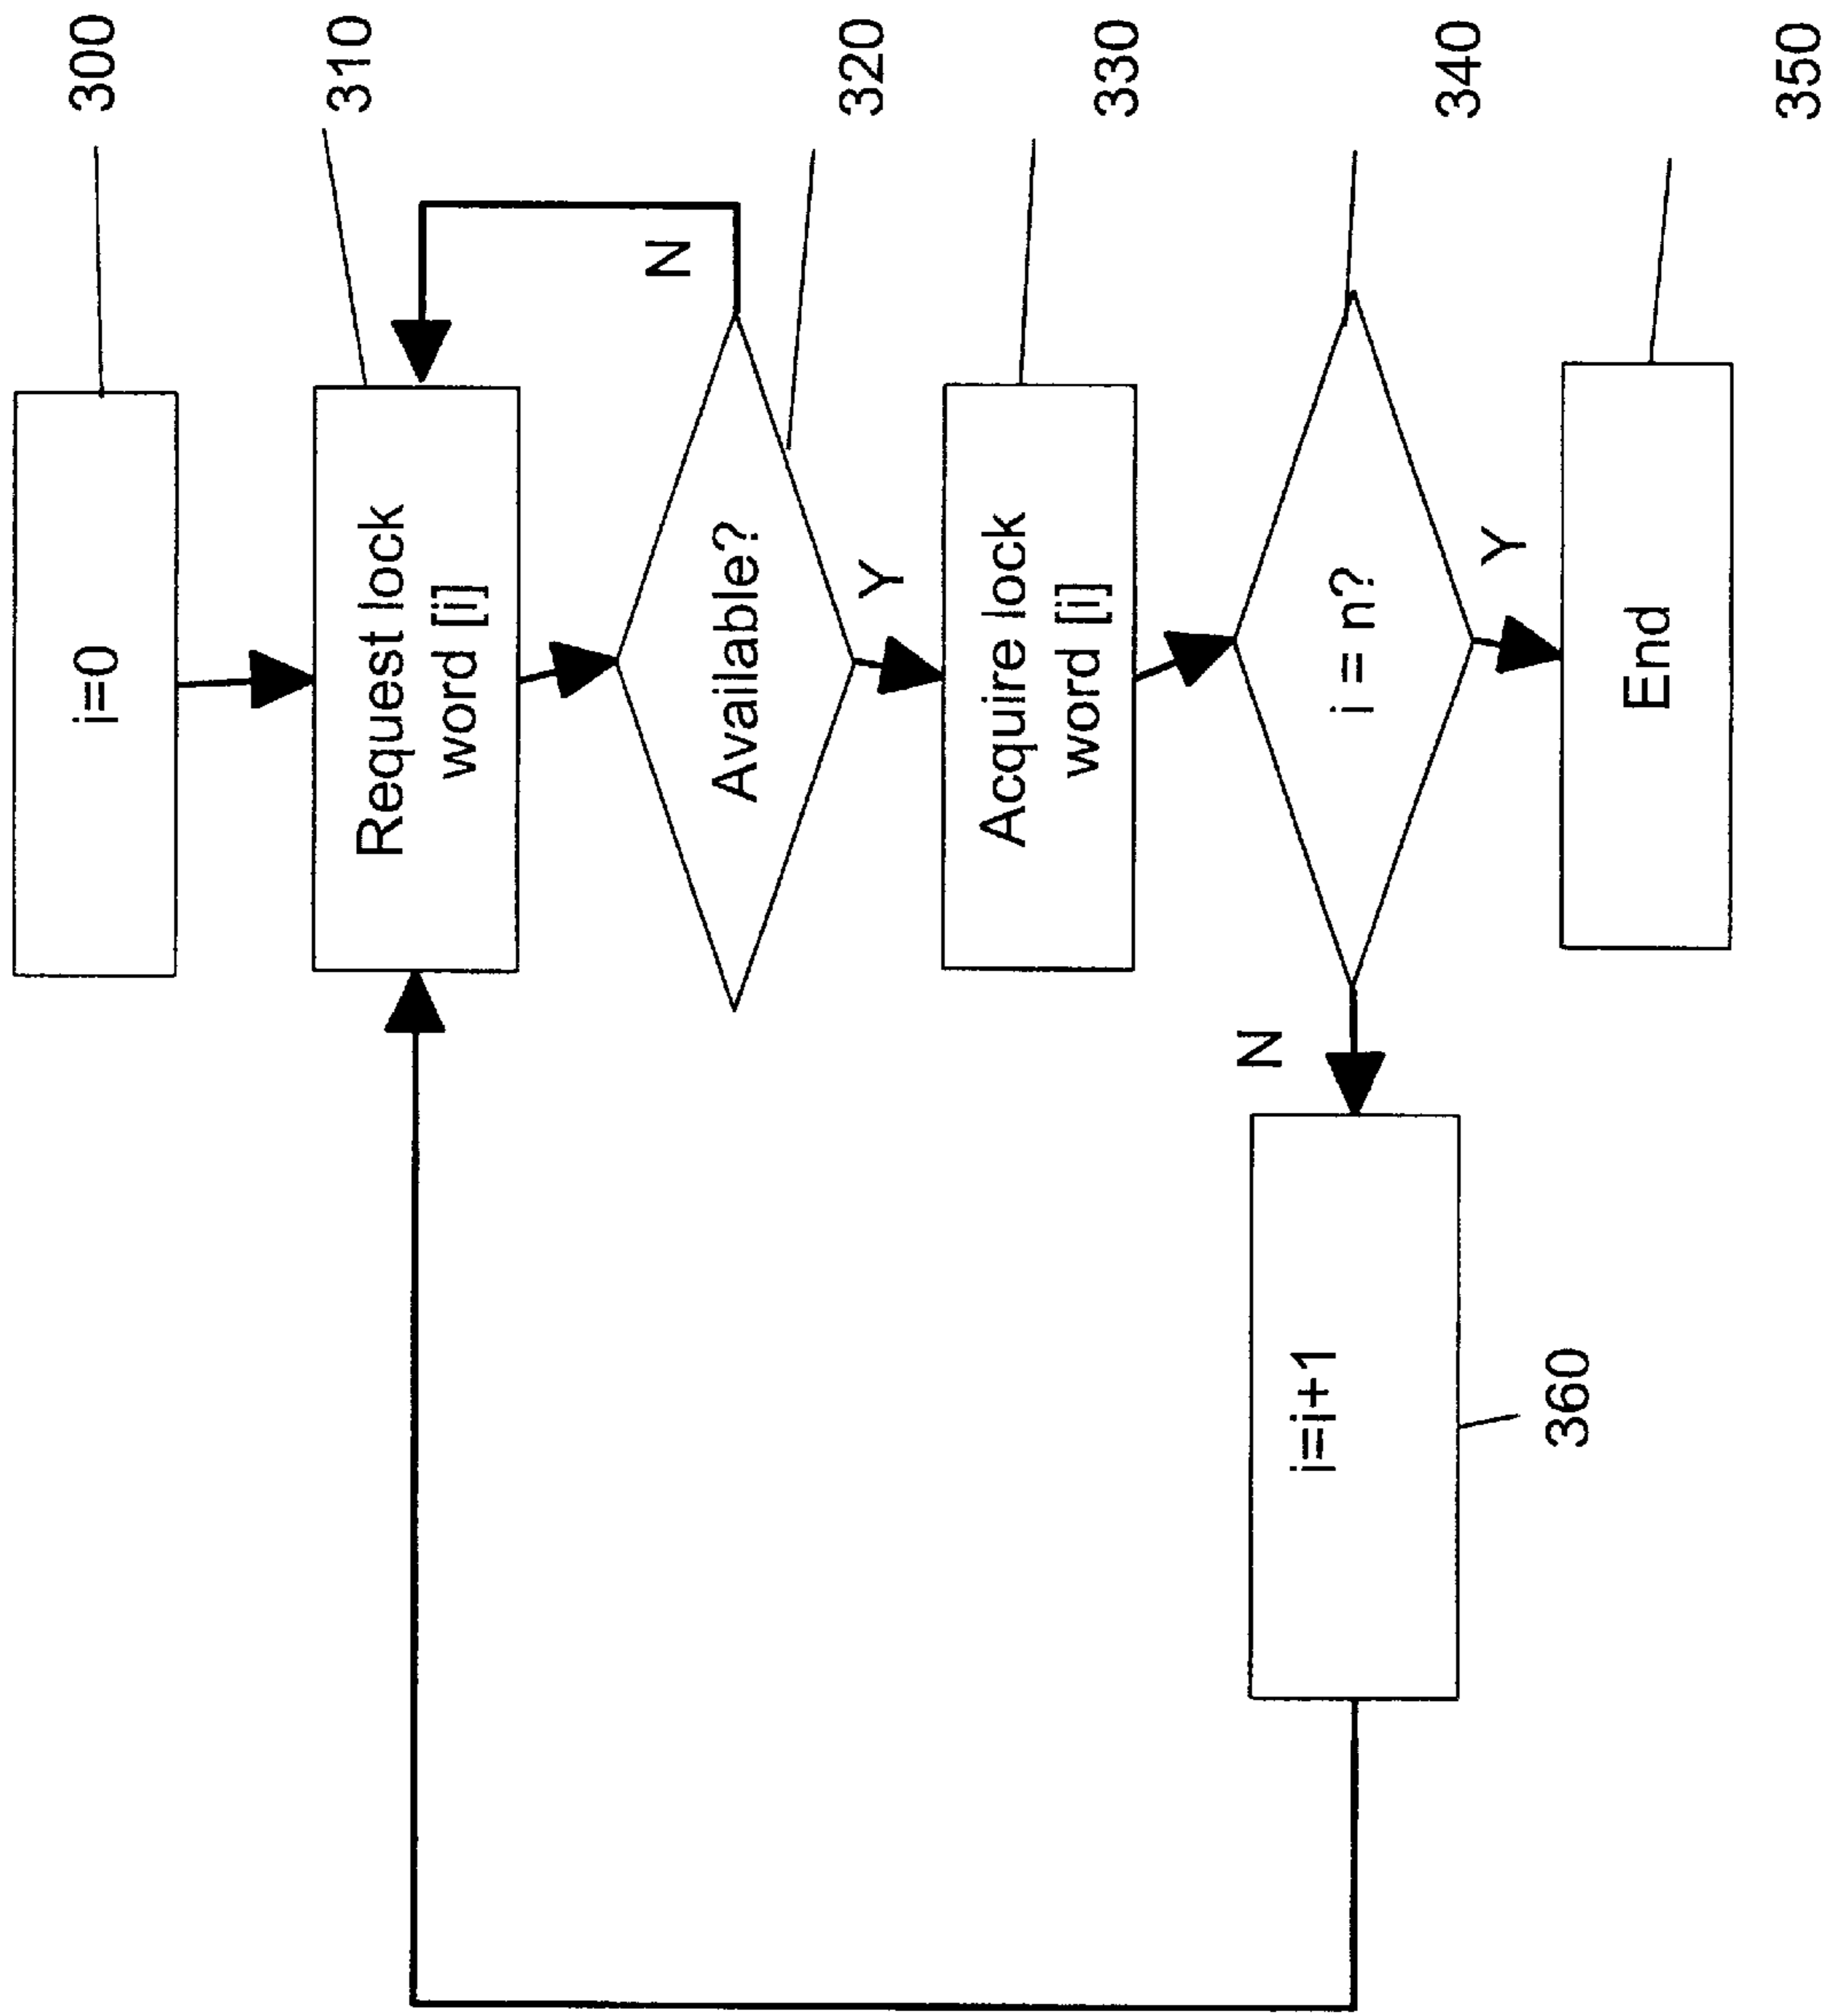 i=0
300
Request lock
word [i]
310
Available?
N
320
Y
Acquire lock
word [i]
330
i = n?
340
N
Y
End
350
i=i+1
360